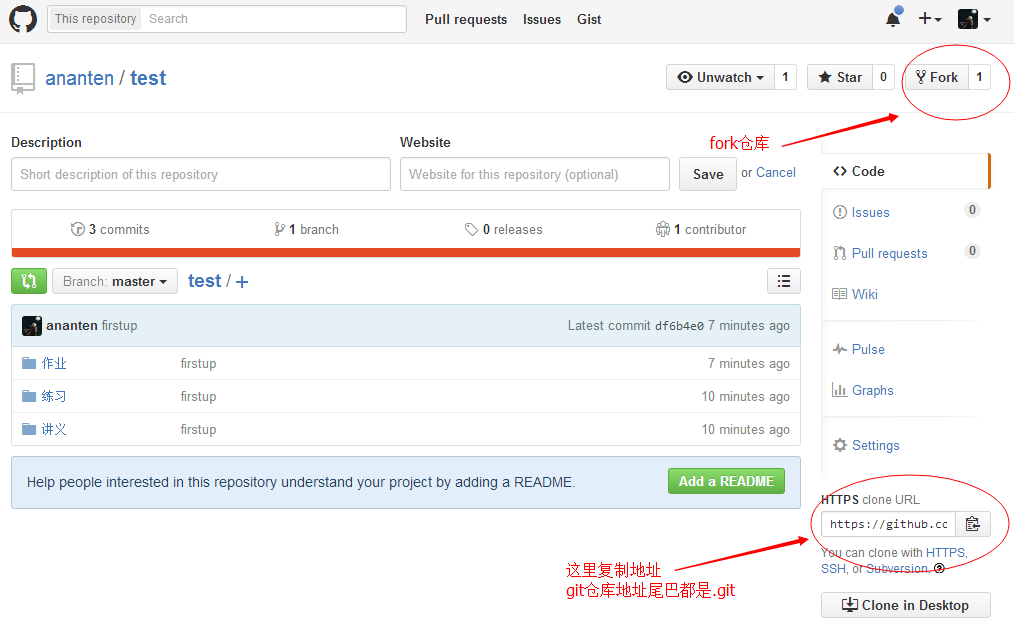 This repository Search Pull requests Issues Gist
ananten / test Unwatch 1 Star 0 Fork 1
fork仓库
Description Website
Short description of this repository Website for this repository (optional) Save or Cancel
3 commits 1 branch 0 releases 1 contributor
Branch: master test / +
ananten firstup Latest commit df6b4e0 7 minutes ago
作业 firstup 7 minutes ago
练习 firstup 10 minutes ago
讲义 firstup 10 minutes ago
Help people interested in this repository understand your project by adding a README. Add a README
Code
Issues 0
Pull requests 0
Wiki
Pulse
Graphs
Settings
HTTPS clone URL
https://github.cc
You can clone with HTTPS,
SSH, or Subversion.
Clone in Desktop
这里复制地址
git仓库地址尾巴都是.git